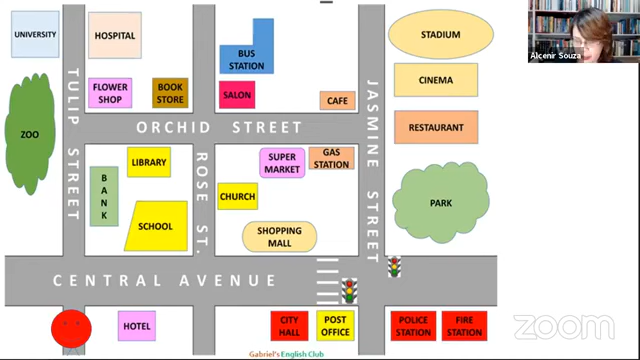 UNIVERSITY
HOSPITAL
BUS
STATION
STADIUM
Alcenir Souza
CINEMA
FLOWER
SHOP
BOOK
STORE
SALON
CAFE
ZOO
TULIP STREET
ORCHID STREET
JASMINE STREET
RESTAURANT
LIBRARY
ROSE ST.
SUPER
MARKET
GAS
STATION
BANK
CHURCH
PARK
SCHOOL
SHOPPING
MALL
CENTRAL AVENUE
HOTEL
CITY
HALL
POST
OFFICE
POLICE
STATION
FIRE
STATION
zoom
Gabriel's English Club